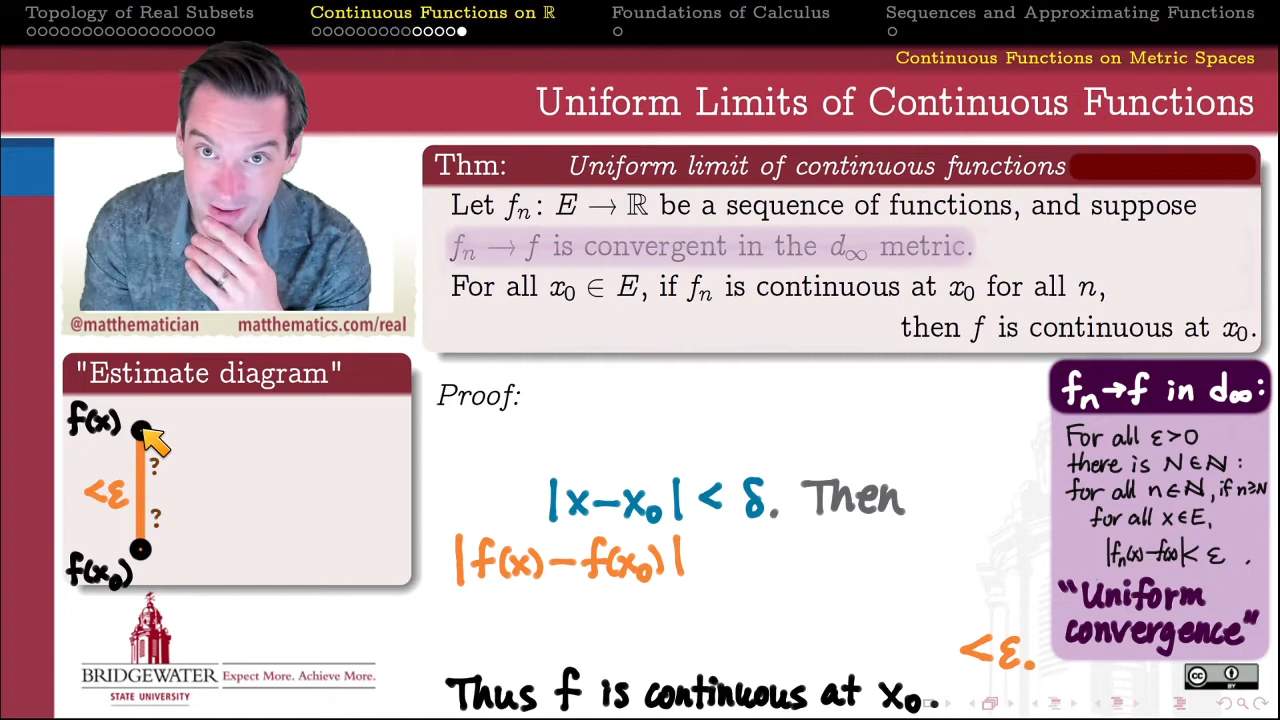 Topology of Real Subsets
Continuous Functions on ℝ
Foundations of Calculus
Sequences and Approximating Functions
Continuous Functions on Metric Spaces
Uniform Limits of Continuous Functions
@matthematician
matthematics.com/real
Thm: Uniform limit of continuous functions
Let fₙ: E → ℝ be a sequence of functions, and suppose
fₙ → f is convergent in the d∞ metric.
For all x₀ ∈ E, if fₙ is continuous at x₀ for all n,
then f is continuous at x₀.
"Estimate diagram"
f(x)
?
<ε
?
f(x₀)
Proof:
|x−x₀| < δ. Then
|f(x)−f(x₀)|
<ε.
Thus f is continuous at x₀.
fₙ→f in d∞:
For all ε>0
there is N∈ℕ:
for all n∈ℕ, if n≥N
for all x∈E,
|fₙ(x)−f(x)|< ε .
"Uniform
convergence"
BRIDGEWATER
STATE UNIVERSITY
Expect More. Achieve More.
cc
BY